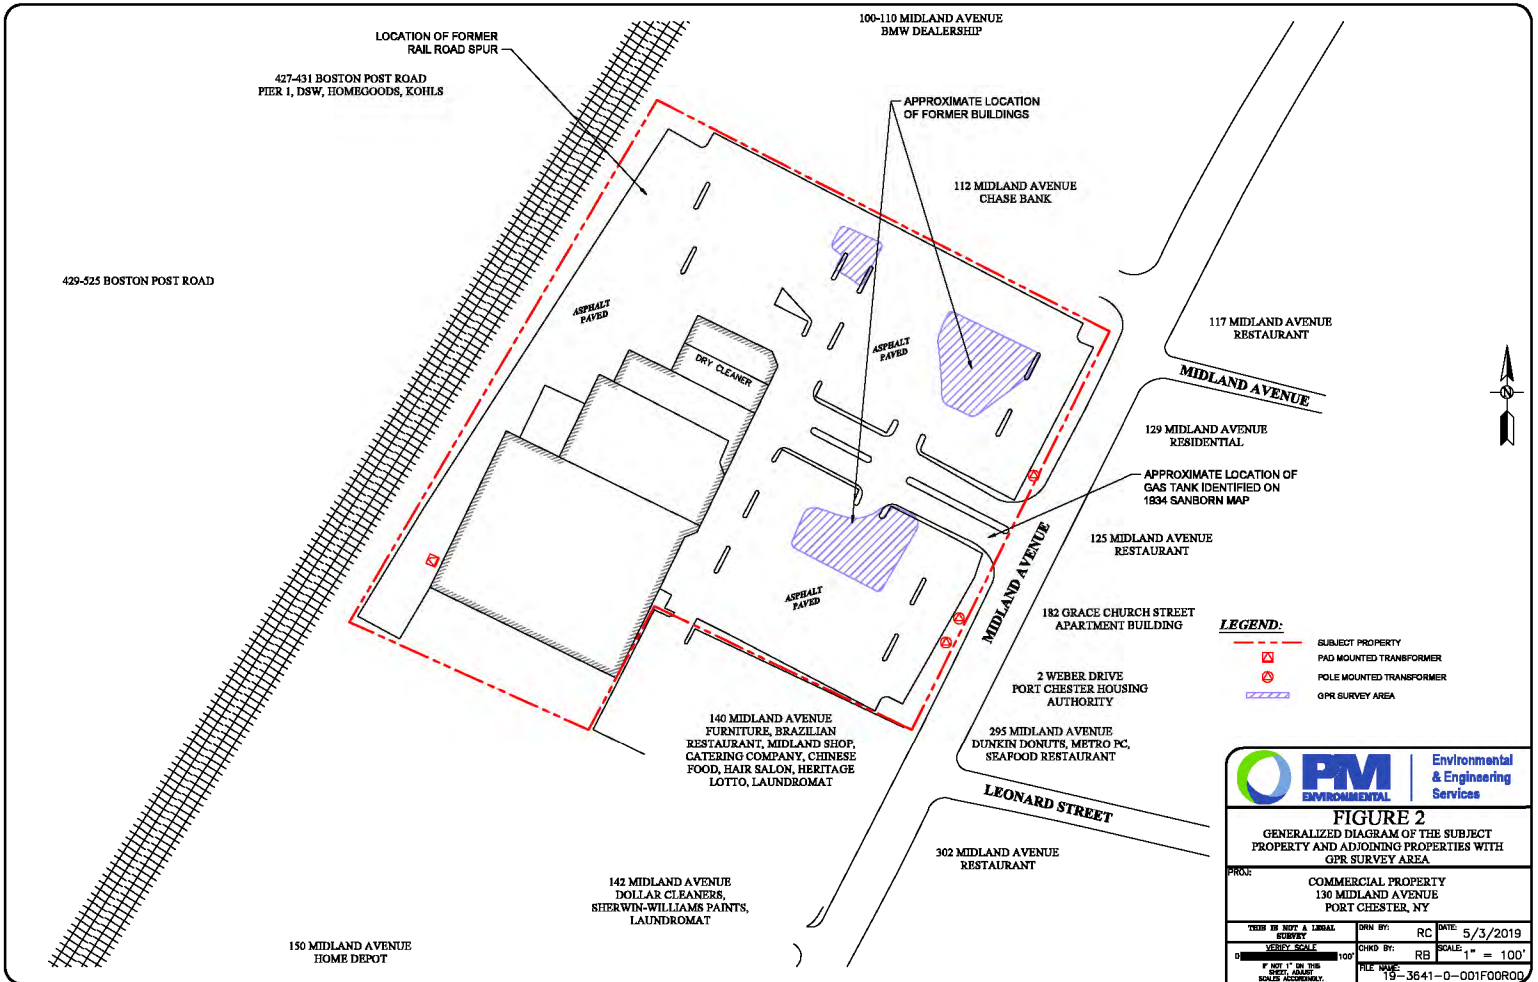 100-110 MIDLAND AVENUE
BMW DEALERSHIP
LOCATION OF FORMER
RAIL ROAD SPUR
427-431 BOSTON POST ROAD
PIER 1, DSW, HOMEGOODS, KOHLS
APPROXIMATE LOCATION
OF FORMER BUILDINGS
112 MIDLAND AVENUE
CHASE BANK
429-525 BOSTON POST ROAD
ASPHALT
PAVED
117 MIDLAND AVENUE
RESTAURANT
ASPHALT
PAVED
DRY CLEANER
MIDLAND AVENUE
N
129 MIDLAND AVENUE
RESIDENTIAL
APPROXIMATE LOCATION OF
GAS TANK IDENTIFIED ON
1934 SANBORN MAP
125 MIDLAND AVENUE
RESTAURANT
MIDLAND AVENUE
ASPHALT
PAVED
182 GRACE CHURCH STREET
APARTMENT BUILDING
LEGEND:
SUBJECT PROPERTY
PAD MOUNTED TRANSFORMER
POLE MOUNTED TRANSFORMER
GPR SURVEY AREA
2 WEBER DRIVE
PORT CHESTER HOUSING
AUTHORITY
140 MIDLAND AVENUE
FURNITURE, BRAZILIAN
RESTAURANT, MIDLAND SHOP,
CATERING COMPANY, CHINESE
FOOD, HAIR SALON, HERITAGE
LOTTO, LAUNDROMAT
295 MIDLAND AVENUE
DUNKIN DONUTS, METRO PC,
SEAFOOD RESTAURANT
LEONARD STREET
302 MIDLAND AVENUE
RESTAURANT
142 MIDLAND AVENUE
DOLLAR CLEANERS,
SHERWIN-WILLIAMS PAINTS,
LAUNDROMAT
150 MIDLAND AVENUE
HOME DEPOT
PM
ENVIRONMENTAL
Environmental
& Engineering
Services
FIGURE 2
GENERALIZED DIAGRAM OF THE SUBJECT
PROPERTY AND ADJOINING PROPERTIES WITH
GPR SURVEY AREA
PROJ:
COMMERCIAL PROPERTY
130 MIDLAND AVENUE
PORT CHESTER, NY
THIS IS NOT A LEGAL
SURVEY
DRN BY: RC
DATE: 5/3/2019
VERIFY SCALE
0 100'
IF NOT 1" ON THIS
SHEET, ADJUST
SCALES ACCORDINGLY.
CHKD BY: RB
SCALE: 1" = 100'
FILE NAME:
19-3641-0-001F00R00